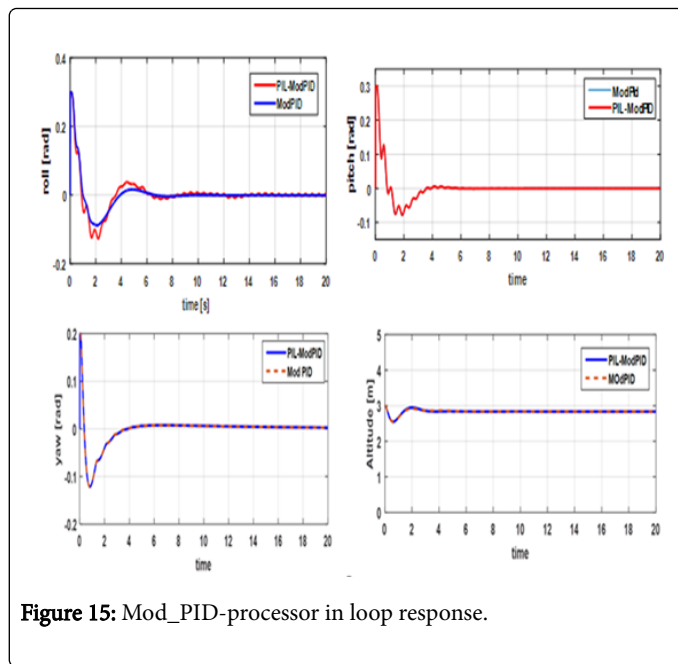 0.4
PIL-ModPID
ModPID
0.2
roll [rad]
0
-0.2
0 2 4 6 8 10 12 14 16 18 20
time [s]
ModPid
PIL-ModPID
0.3
0.2
0.1
0
-0.1
pitch [rad]
0 2 4 6 8 10 12 14 16 18 20
time
0.2
PIL-ModPID
Mod PID
0.1
yaw [rad]
0
-0.1
-0.2
0 2 4 6 8 10 12 14 16 18 20
time
5
PIL-ModPID
MOdPID
4
Altitude [m]
3
2
1
0
0 2 4 6 8 10 12 14 16 18 20
time
Figure 15: Mod_PID-processor in loop response.